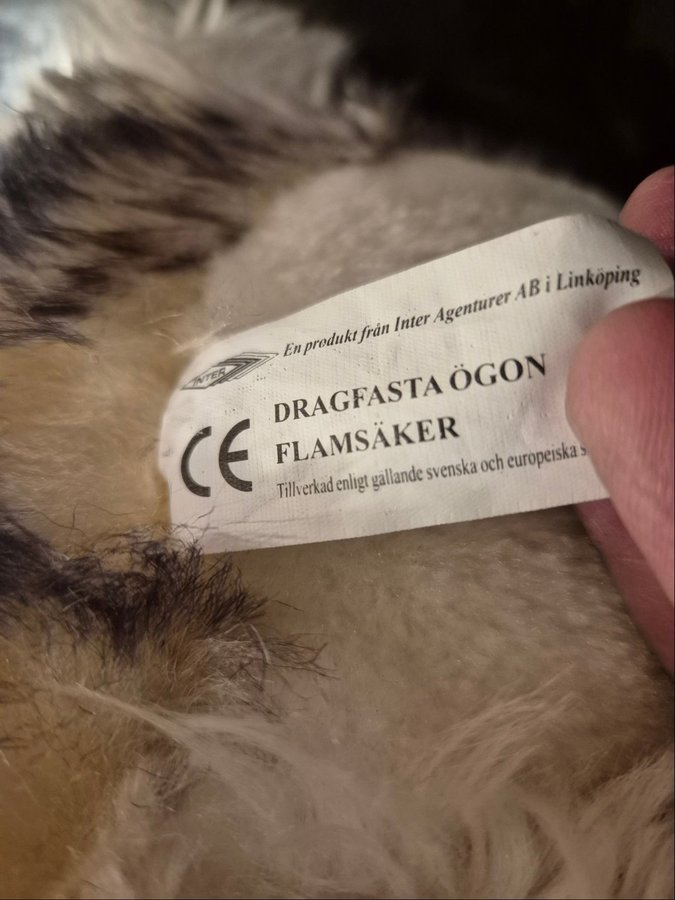 En produkt från Inter Agenturer AB i Linköping
INTER
DRAGFASTA ÖGON
FLAMSÄKER
CE
Tillverkad enligt gällande svenska och europeiska